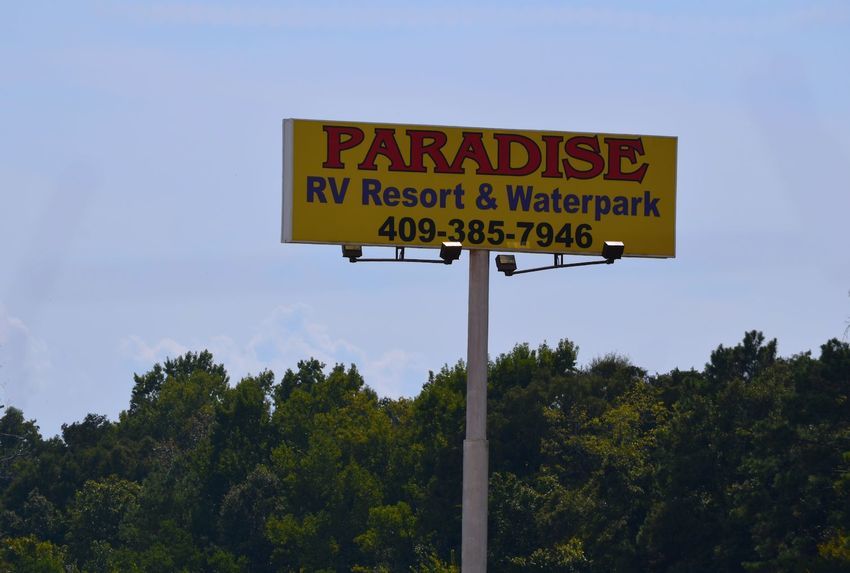 PARADISE
RV Resort & Waterpark
409-385-7946